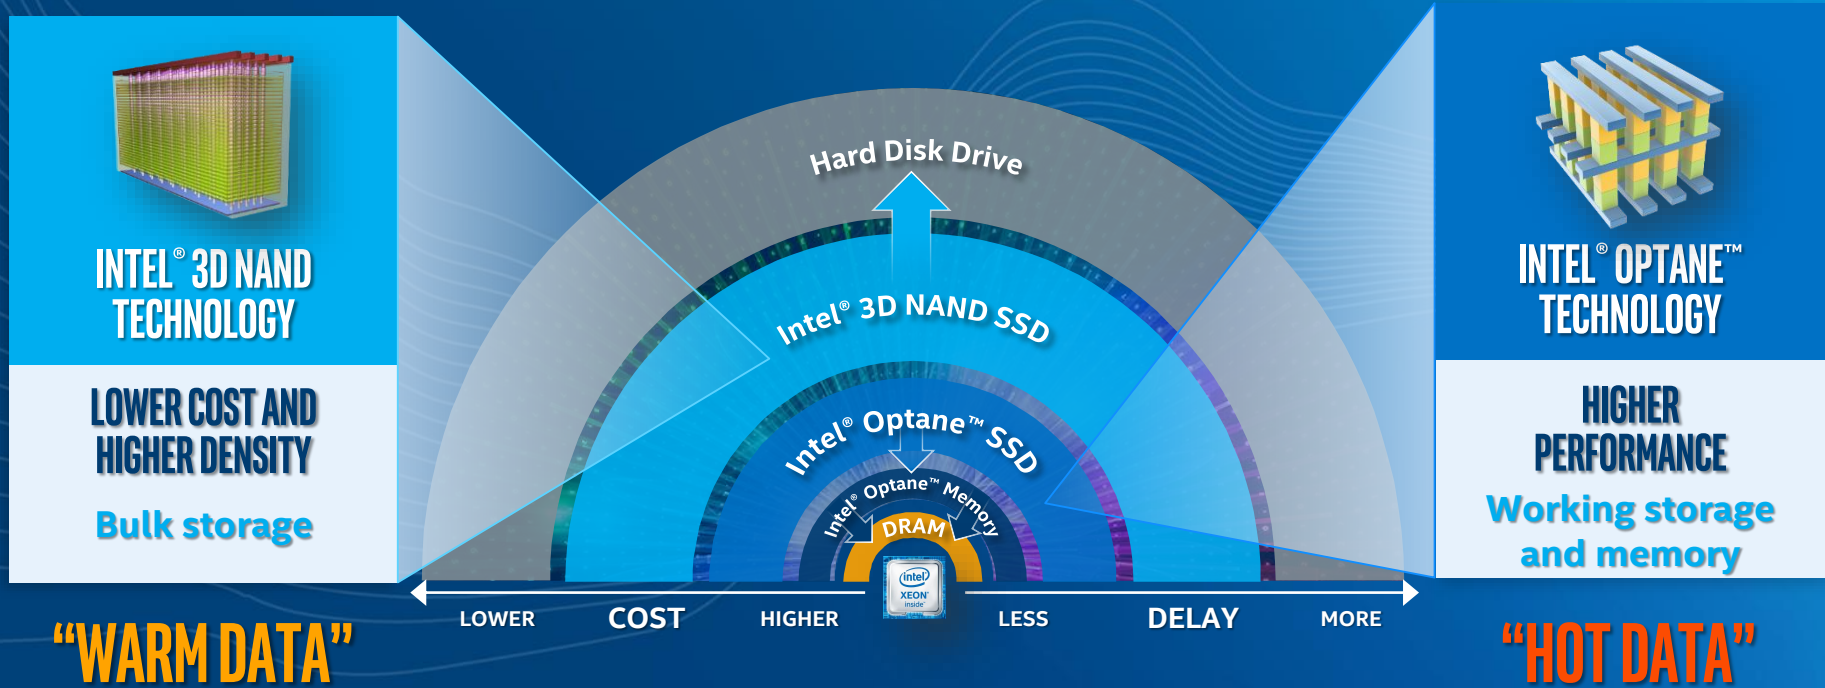 INTEL® 3D NAND
TECHNOLOGY
LOWER COST AND
HIGHER DENSITY
Bulk storage
“WARM DATA”
Hard Disk Drive
Intel® 3D NAND SSD
Intel® Optane™ SSD
Intel® Optane™ Memory
DRAM
intel
XEON®
inside™
LOWER COST HIGHER LESS DELAY MORE
INTEL® OPTANE™
TECHNOLOGY
HIGHER
PERFORMANCE
Working storage
and memory
“HOT DATA”